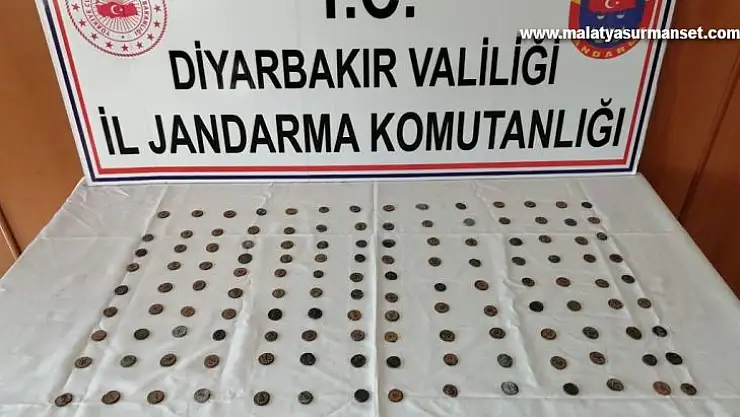 www.malatyasurmanset.com
T.C.
DİYARBAKIR VALİLİĞİ
İL JANDARMA KOMUTANLIĞI